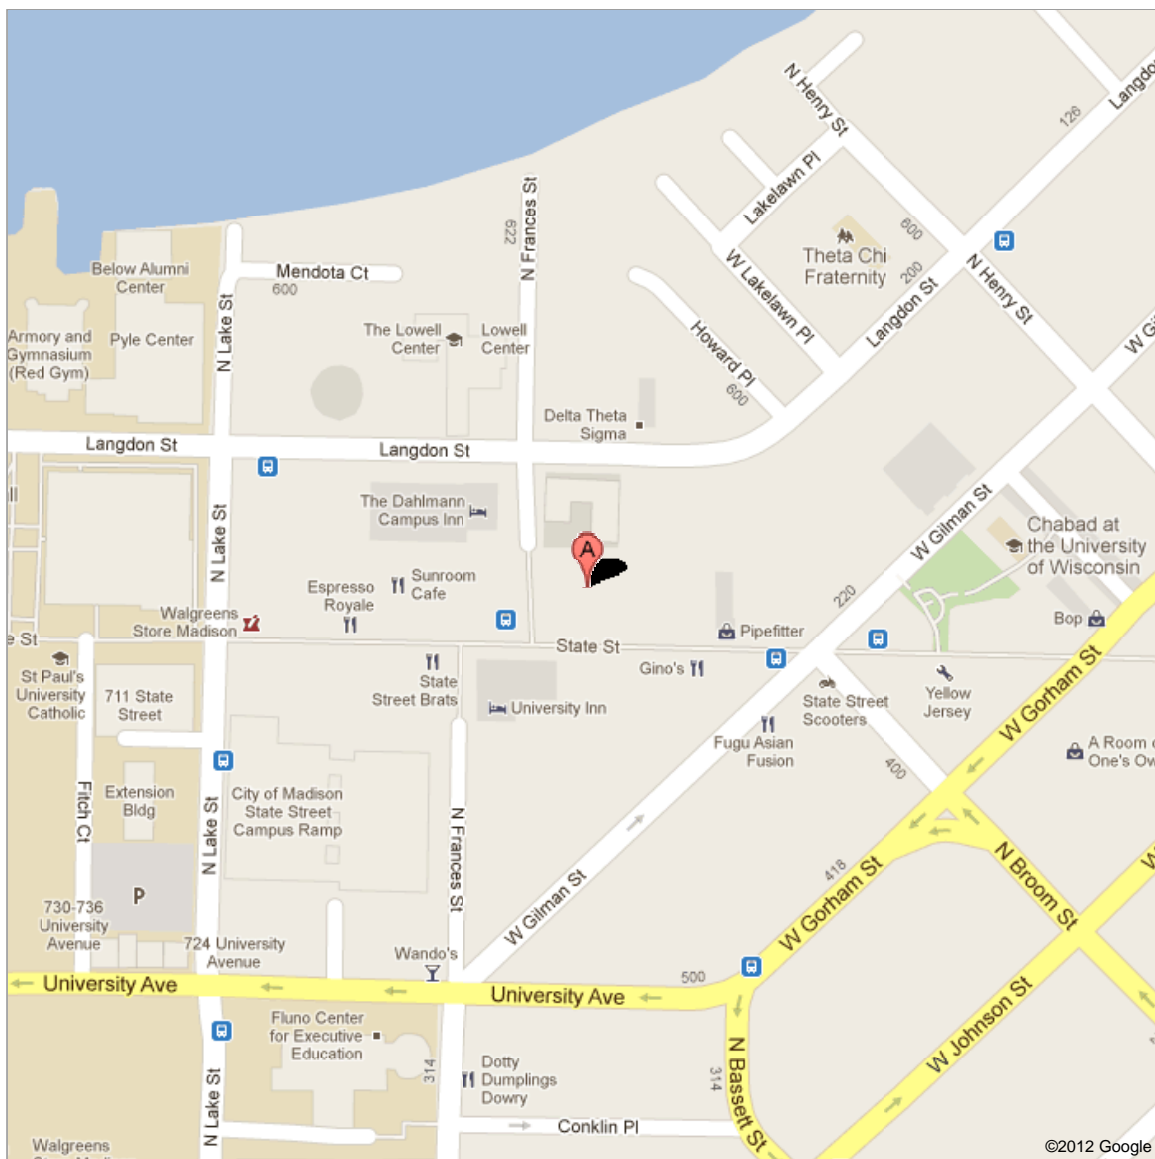 N Henry St
Langdon
126
Lakelawn Pl
N Frances St
622
600
Theta Chi
Fraternity
200
N Henry St
Below Alumni
Center
Mendota Ct
600
W Lakelawn Pl
Langdon St
N Lake St
The Lowell
Center
Lowell
Center
Armory and
Gymnasium
(Red Gym)
Pyle Center
Howard Pl
600
Delta Theta
Sigma
Langdon St
Langdon St
The Dahlmann
Campus Inn
W Gilman St
Chabad at
the University
of Wisconsin
A
N Lake St
Espresso
Royale
Sunroom
Cafe
220
Walgreens
Store Madison
e St
State St
Pipefitter
Bop
St Paul's
University
Catholic
711 State
Street
State
Street Brats
University Inn
Gino's
State Street
Scooters
Yellow
Jersey
W Gorham St
Fugu Asian
Fusion
400
A Room
One's Ow
Fitch Ct
Extension
Bldg
N Lake St
City of Madison
State Street
Campus Ramp
N Frances St
P
418
W Gorham St
N Broom St
W Gilman St
730-736
University
Avenue
724 University
Avenue
Wando's
University Ave
University Ave
500
Fluno Center
for Executive
Education
314
Dotty
Dumplings
Dowry
314
N Bassett St
W Johnson St
N Lake St
Conklin Pl
Walgreens
©2012 Google